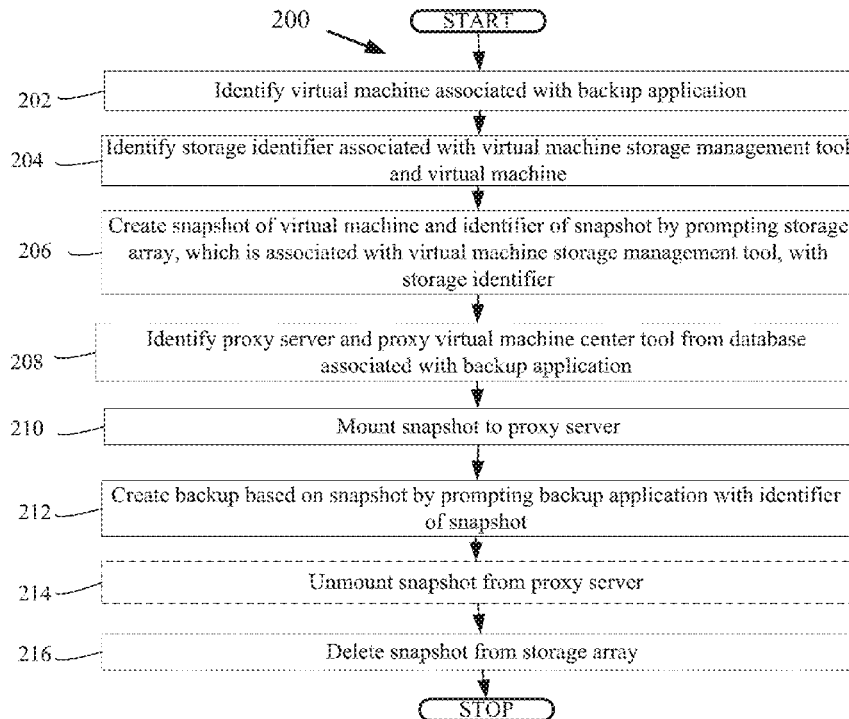 200
START
202
Identify virtual machine associated with backup application
204
Identify storage identifier associated with virtual machine storage management tool
and virtual machine
206
Create snapshot of virtual machine and identifier of snapshot by prompting storage
array, which is associated with virtual machine storage management tool, with
storage identifier
208
Identify proxy server and proxy virtual machine center tool from database
associated with backup application
210
Mount snapshot to proxy server
212
Create backup based on snapshot by prompting backup application with identifier
of snapshot
214
Unmount snapshot from proxy server
216
Delete snapshot from storage array
STOP